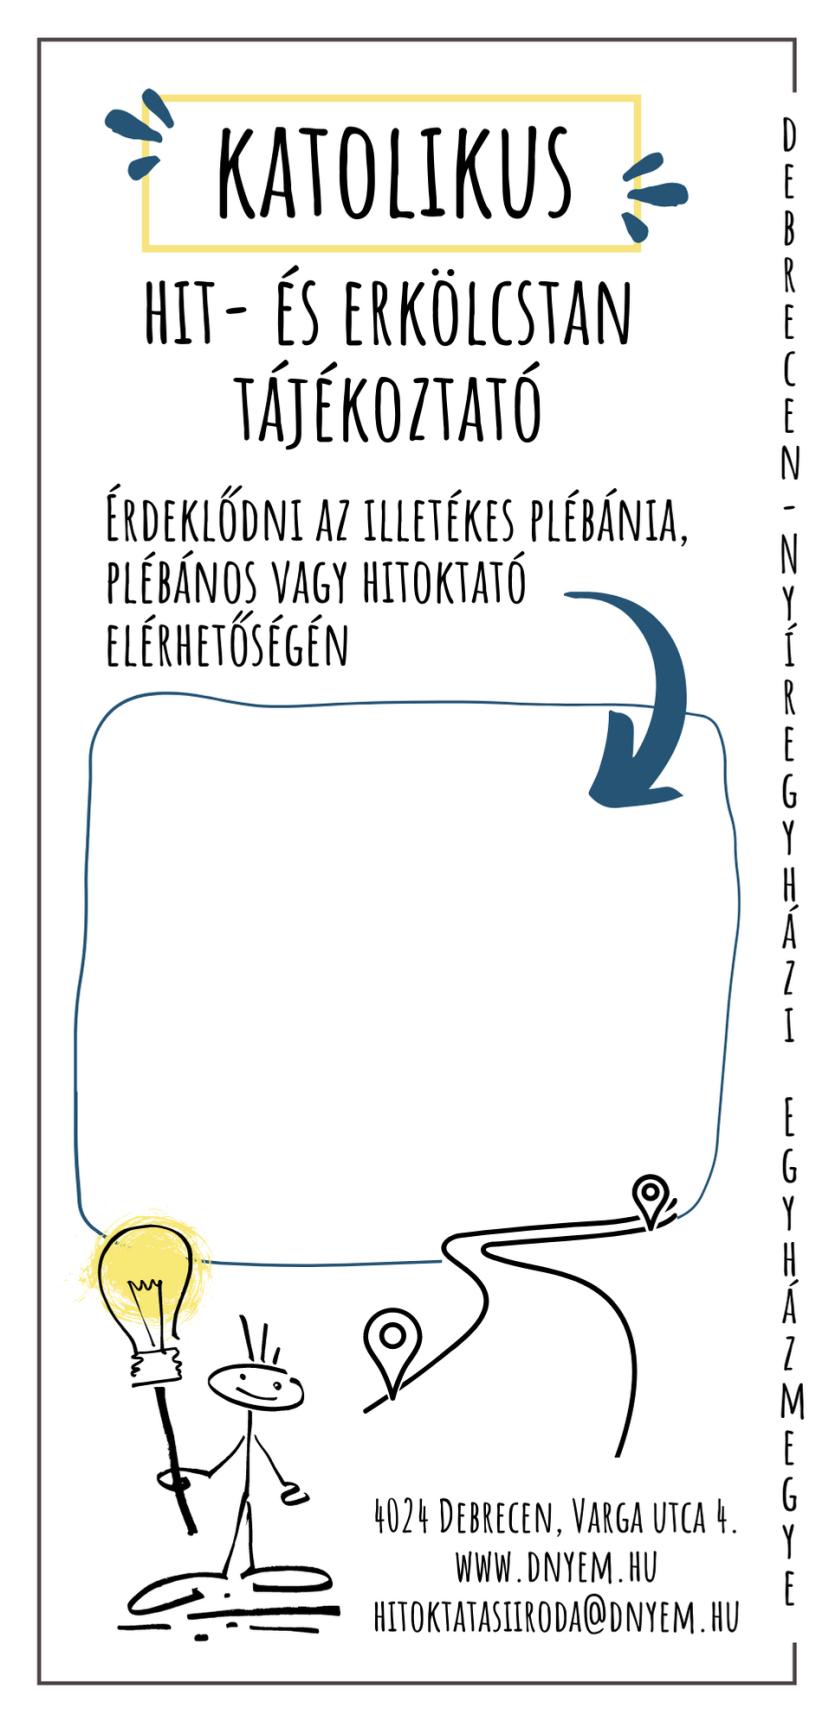 KATOLIKUS
HIT- ÉS ERKÖLCSTAN
TÁJÉKOZTATÓ
ÉRDEKLŐDNI AZ ILLETÉKES PLÉBÁNIA,
PLÉBÁNOS VAGY HITOKTATÓ
ELÉRHETŐSÉGÉN
4024 DEBRECEN, VARGA UTCA 4.
WWW.DNYEM.HU
HITOKTATASIIRODA@DNYEM.HU
DEBRECEN-NYÍREGYHÁZI EGYHÁZMEGYE